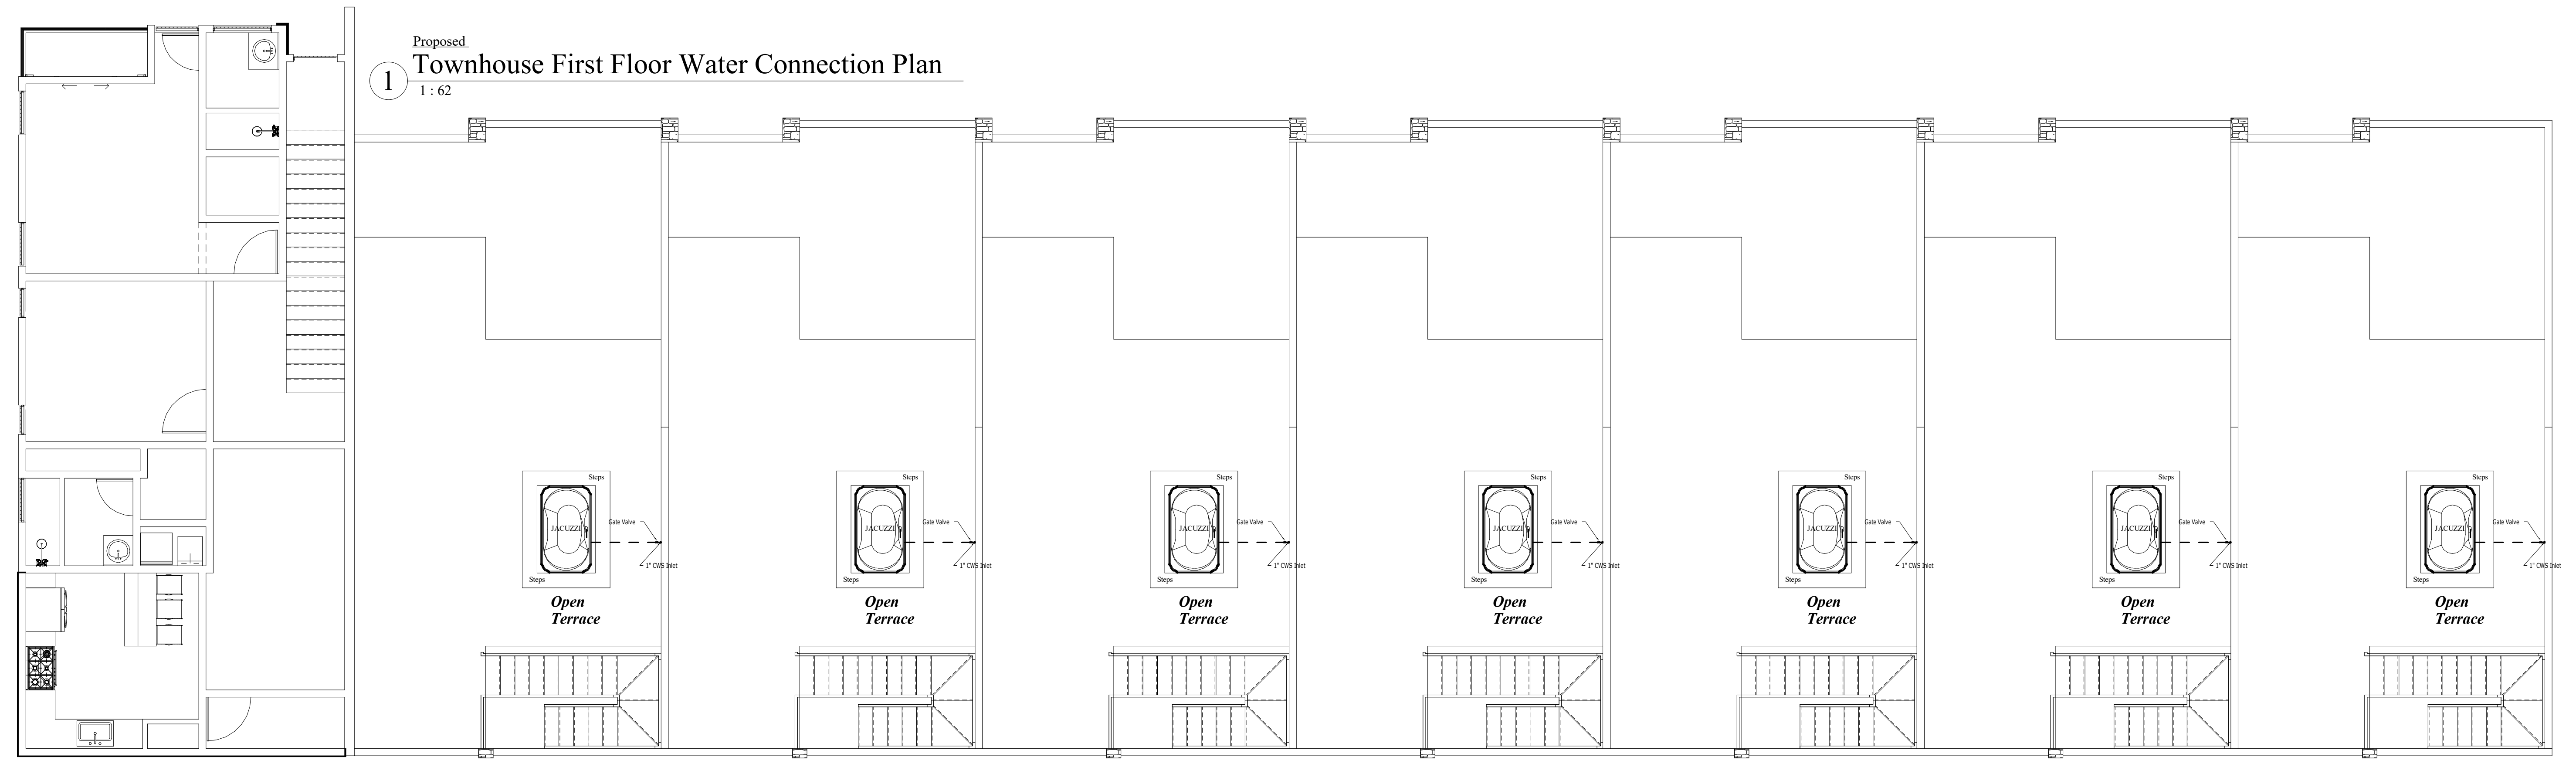 Proposed
Townhouse First Floor Water Connection Plan
1
1 : 62
Steps
JACUZZI
Gate Valve
1" CWS Inlet
Steps
Open
Terrace
Steps
JACUZZI
Gate Valve
1" CWS Inlet
Steps
Open
Terrace
Steps
JACUZZI
Gate Valve
1" CWS Inlet
Steps
Open
Terrace
Steps
JACUZZI
Gate Valve
1" CWS Inlet
Steps
Open
Terrace
Steps
JACUZZI
Gate Valve
1" CWS Inlet
Steps
Open
Terrace
Steps
JACUZZI
Gate Valve
1" CWS Inlet
Steps
Open
Terrace
Steps
JACUZZI
Gate Valve
1" CWS Inlet
Steps
Open
Terrace